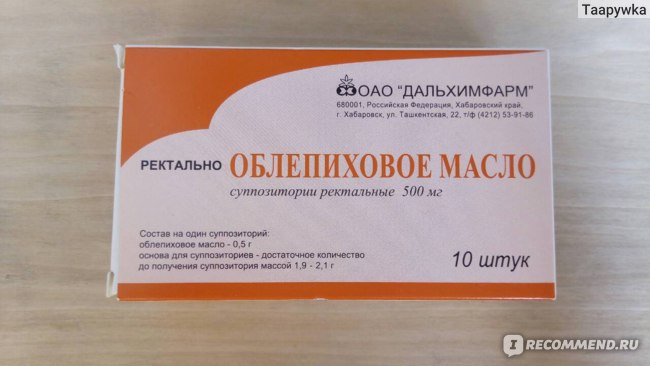 Таарушка
ОАО "ДАЛЬХИМФАРМ"
680001, Российская Федерация, Хабаровский край,
г. Хабаровск, ул. Ташкентская, 22, т/ф (4212) 53-91-86
РЕКТАЛЬНО ОБЛЕПИХОВОЕ МАСЛО
суппозитории ректальные 500 мг
Состав на один суппозиторий:
облепиховое масло - 0,5 г
основа для суппозиториев - достаточное количество
до получения суппозитория массой 1,9 - 2,1 г
10 штук
I RECOMMEND.RU